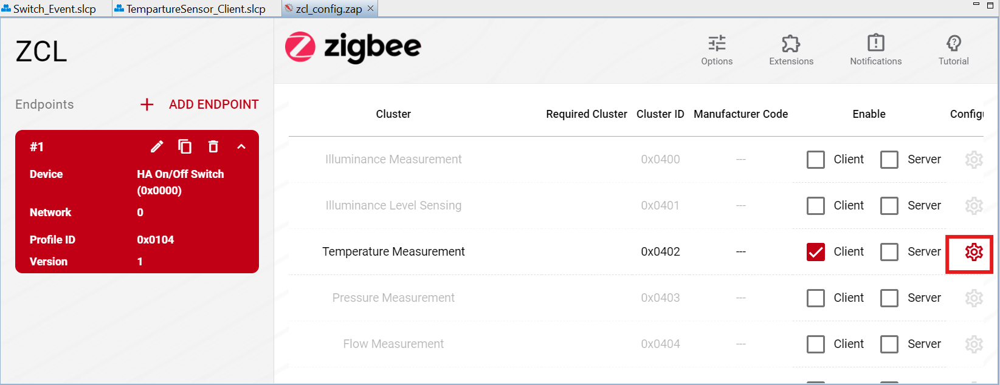 Switch_Event.slcp TempartureSensor_Client.slcp zcl_config.zap
ZCL
zigbee
Options Extensions Notifications Tutorial
Endpoints ADD ENDPOINT
#1
Device HA On/Off Switch
(0x0000)
Network 0
Profile ID 0x0104
Version 1
Cluster Required Cluster Cluster ID Manufacturer Code Enable Configu
Illuminance Measurement 0x0400 --- Client Server
Illuminance Level Sensing 0x0401 --- Client Server
Temperature Measurement 0x0402 --- Client Server
Pressure Measurement 0x0403 --- Client Server
Flow Measurement 0x0404 --- Client Server